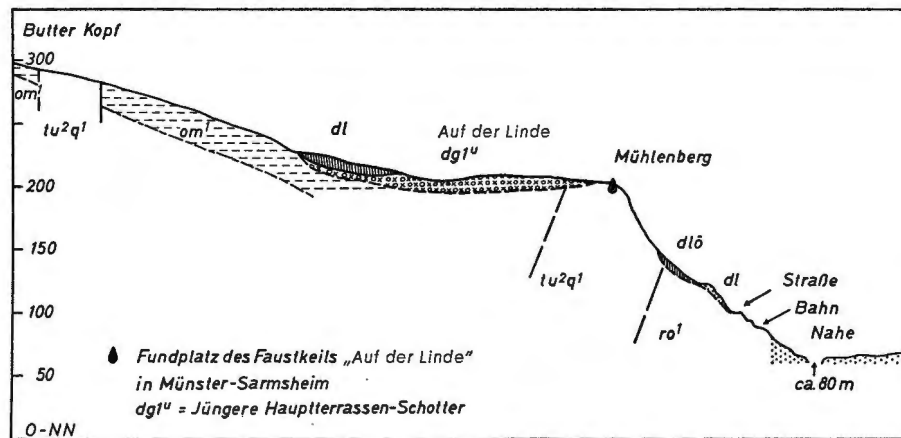 Butter Kopf
300
om¹
tu²q¹
om¹
dl
Auf der Linde
dg1ᵘ
Mühlenberg
200
150
tu²q¹
dlö
dl
Straße
Bahn
Nahe
100
ro¹
Fundplatz des Faustkeils „Auf der Linde“
in Münster-Sarmsheim
dg1ᵘ = Jüngere Hauptterrassen-Schotter
50
ca. 80 m
0-NN